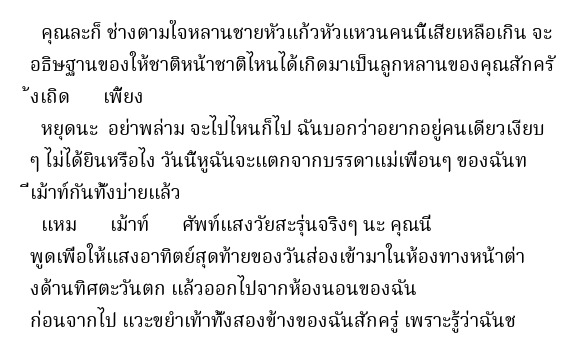 คุณละก็ ช่างตามใจหลานชายหัวแก้วหัวแหวนคนนี้เสียเหลือเกิน จะ
อธิษฐานของให้ชาติหน้าชาติไหนได้เกิดมาเป็นลูกหลานของคุณสักครั
้งเถิด เพี้ยง
หยุดนะ อย่าพล่าม จะไปไหนก็ไป ฉันบอกว่าอยากอยู่คนเดียวเงียบ
ๆ ไม่ได้ยินหรือไง วันนี้หูฉันจะแตกจากบรรดาแม่เพื่อนๆ ของฉันท
ี่เม้าท์กันทั้งบ่ายแล้ว
แหม เม้าท์ ศัพท์แสงวัยสะรุ่นจริงๆ นะ คุณนี่
พูดเพื่อให้แสงอาทิตย์สุดท้ายของวันส่องเข้ามาในห้องทางหน้าต่า
งด้านทิศตะวันตก แล้วออกไปจากห้องนอนของฉัน
ก่อนจากไป แวะขยำเท้าทั้งสองข้างของฉันสักครู่ เพราะรู้ว่าฉันช